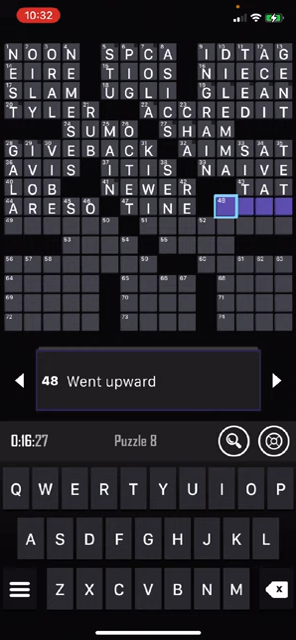 10:32
NOON SPCA IDTAG
EIRE TIOS NIECE
SLAM UGLI GLEAN
TYLER ACCREDIT
SUMO SHAM
GIVEBACK AIMSAT
AVIS ITIS NAIVE
LOB NEWER TAT
ARESO TINE 48
48 Went upward
0:16:27 Puzzle 8
Q W E R T Y U I O P
A S D F G H J K L
Z X C V B N M